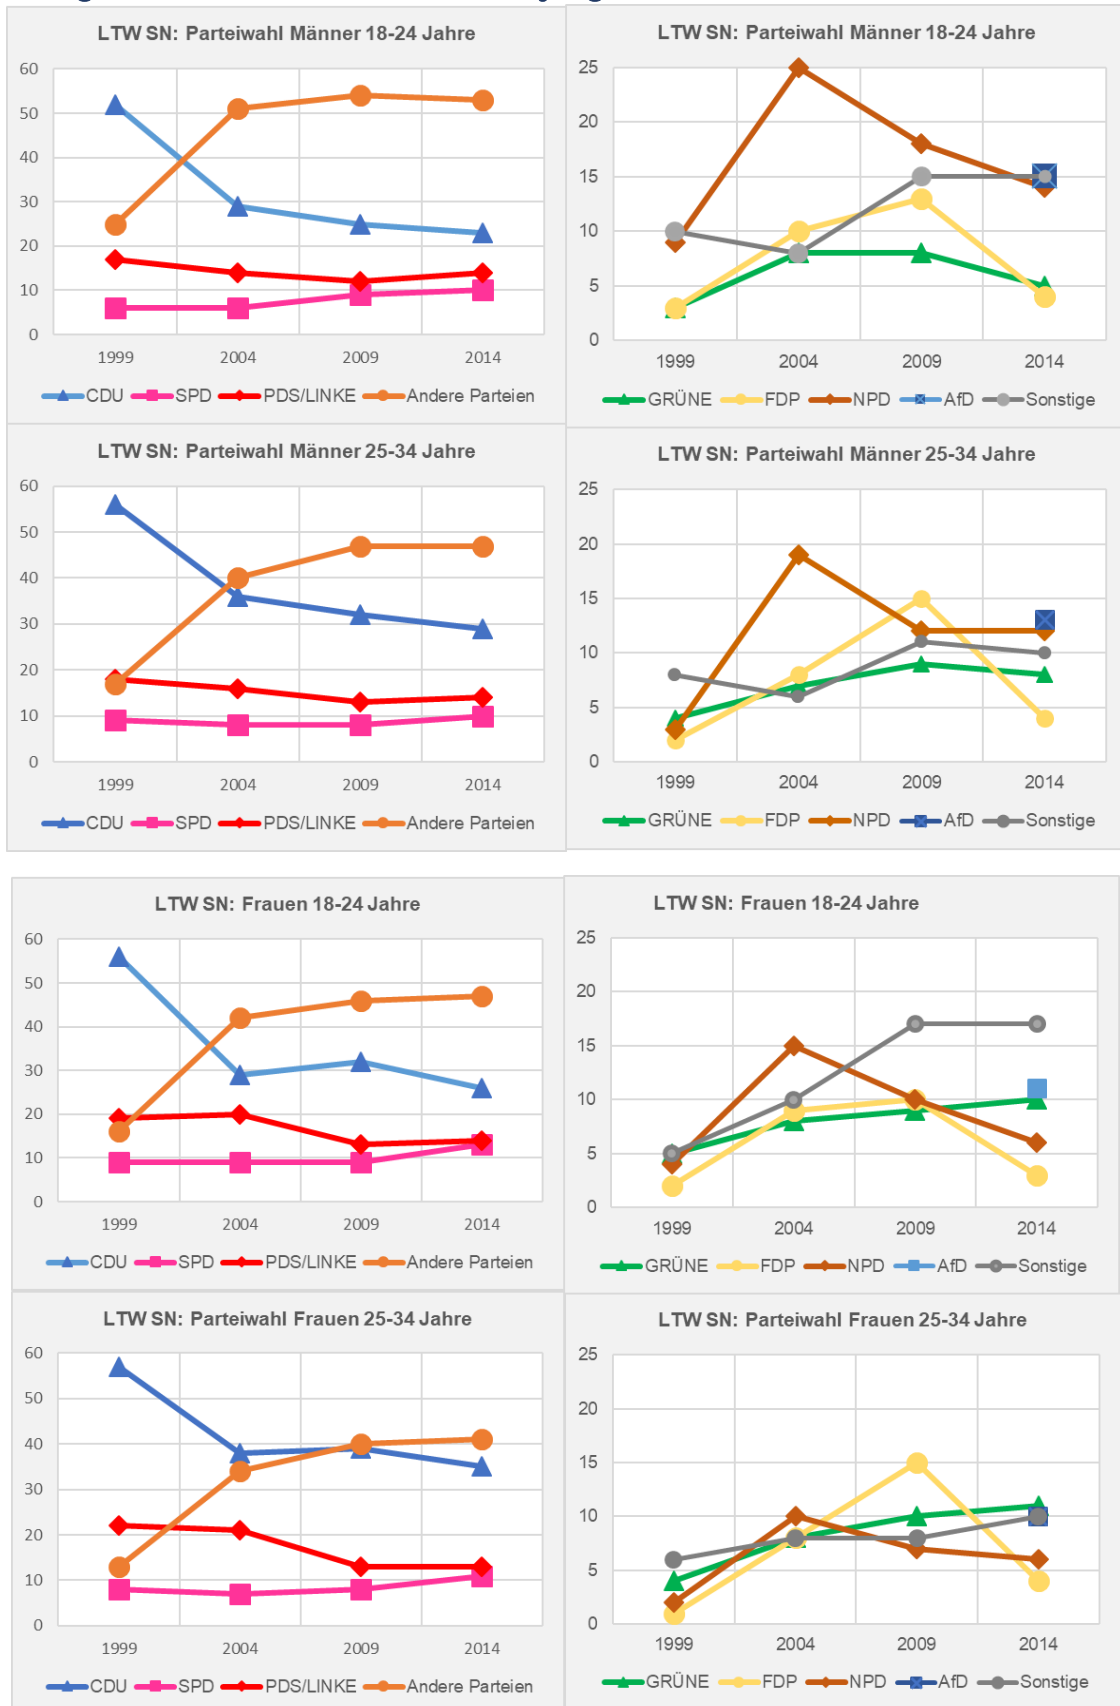 LTW SN: Parteiwahl Männer 18-24 Jahre
60
50
40
30
20
10
0
1999 2004 2009 2014
CDU SPD PDS/LINKE Andere Parteien
LTW SN: Parteiwahl Männer 18-24 Jahre
25
20
15
10
5
0
1999 2004 2009 2014
GRÜNE FDP NPD AfD Sonstige
LTW SN: Parteiwahl Männer 25-34 Jahre
60
50
40
30
20
10
0
1999 2004 2009 2014
CDU SPD PDS/LINKE Andere Parteien
LTW SN: Parteiwahl Männer 25-34 Jahre
25
20
15
10
5
0
1999 2004 2009 2014
GRÜNE FDP NPD AfD Sonstige
LTW SN: Frauen 18-24 Jahre
60
50
40
30
20
10
0
1999 2004 2009 2014
CDU SPD PDS/LINKE Andere Parteien
LTW SN: Frauen 18-24 Jahre
25
20
15
10
5
0
1999 2004 2009 2014
GRÜNE FDP NPD AfD Sonstige
LTW SN: Parteiwahl Frauen 25-34 Jahre
60
50
40
30
20
10
0
1999 2004 2009 2014
CDU SPD PDS/LINKE Andere Parteien
LTW SN: Parteiwahl Frauen 25-34 Jahre
25
20
15
10
5
0
1999 2004 2009 2014
GRÜNE FDP NPD AfD Sonstige